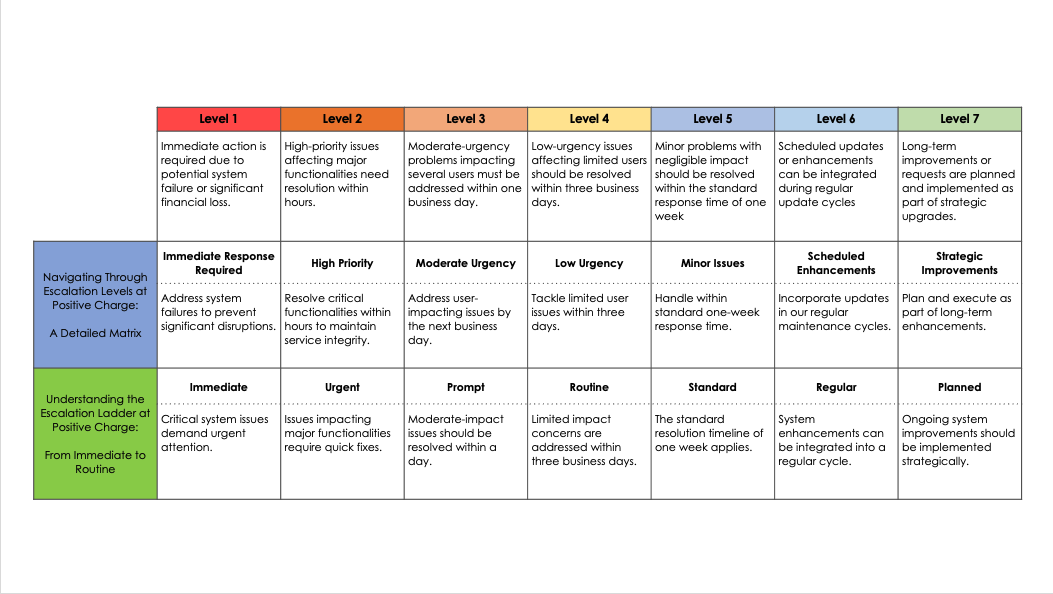 Level 1
Level 2
Level 3
Level 4
Level 5
Level 6
Level 7
Immediate action is
required due to
potential system
failure or significant
financial loss.
High-priority issues
affecting major
functionalities need
resolution within
hours.
Moderate-urgency
problems impacting
several users must be
addressed within one
business day.
Low-urgency issues
affecting limited users
should be resolved
within three business
days.
Minor problems with
negligible impact
should be resolved
within the standard
response time of one
week
Scheduled updates
or enhancements
can be integrated
during regular
update cycles
Long-term
improvements or
requests are planned
and implemented as
part of strategic
upgrades.
Navigating Through
Escalation Levels at
Positive Charge:
A Detailed Matrix
Immediate Response
Required
High Priority
Moderate Urgency
Low Urgency
Minor Issues
Scheduled
Enhancements
Strategic
Improvements
Address system
failures to prevent
significant disruptions.
Resolve critical
functionalities within
hours to maintain
service integrity.
Address user-
impacting issues by
the next business
day.
Tackle limited user
issues within three
days.
Handle within
standard one-week
response time.
Incorporate updates
in our regular
maintenance cycles.
Plan and execute as
part of long-term
enhancements.
Understanding the
Escalation Ladder at
Positive Charge:
From Immediate to
Routine
Immediate
Urgent
Prompt
Routine
Standard
Regular
Planned
Critical system issues
demand urgent
attention.
Issues impacting
major functionalities
require quick fixes.
Moderate-impact
issues should be
resolved within a
day.
Limited impact
concerns are
addressed within
three business days.
The standard
resolution timeline of
one week applies.
System
enhancements can
be integrated into a
regular cycle.
Ongoing system
improvements should
be implemented
strategically.